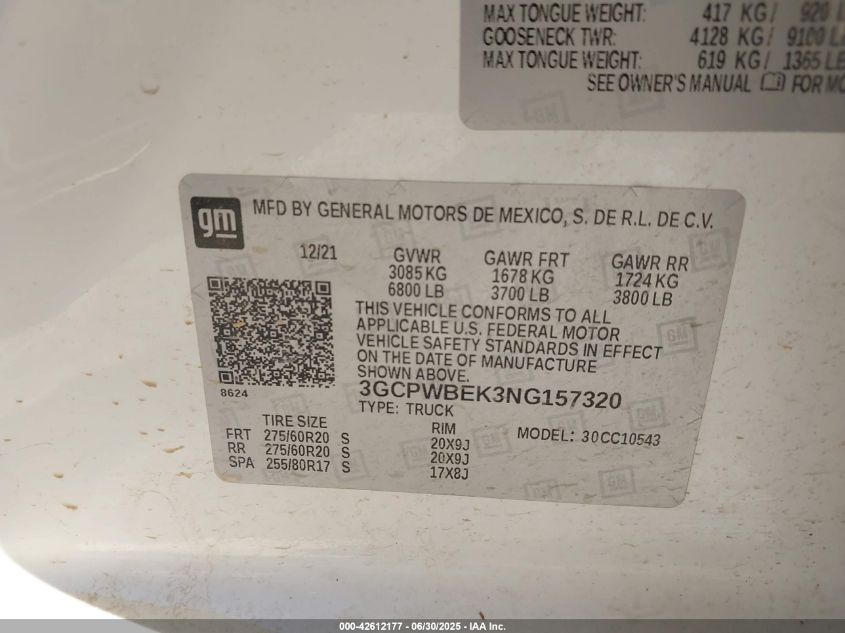 MAX TONGUE WEIGHT: 417 KG/ 920
GOOSENECK TWR: 4128 KG/ 9100
MAX TONGUE WEIGHT: 619 KG/ 1365 LB
SEE OWNER'S MANUAL FOR
gm MFD BY GENERAL MOTORS DE MEXICO, S. DE R.L. DE C.V.
12/21 GVWR GAWR FRT GAWR RR
3085 KG 1678 KG 1724 KG
6800 LB 3700 LB 3800 LB
THIS VEHICLE CONFORMS TO ALL
APPLICABLE U.S. FEDERAL MOTOR
VEHICLE SAFETY STANDARDS IN EFFECT
ON THE DATE OF MANUFACTURE
SHOWN ABOVE.
8624
3GCPWBEK3NG157320
TYPE: TRUCK
TIRE SIZE RIM MODEL: 30CC10543
FRT 275/60R20 S 20X9J
RR 275/60R20 S 20X9J
SPA 255/80R17 S 17X8J
000-42612177 - 06/30/2025 - IAA Inc.